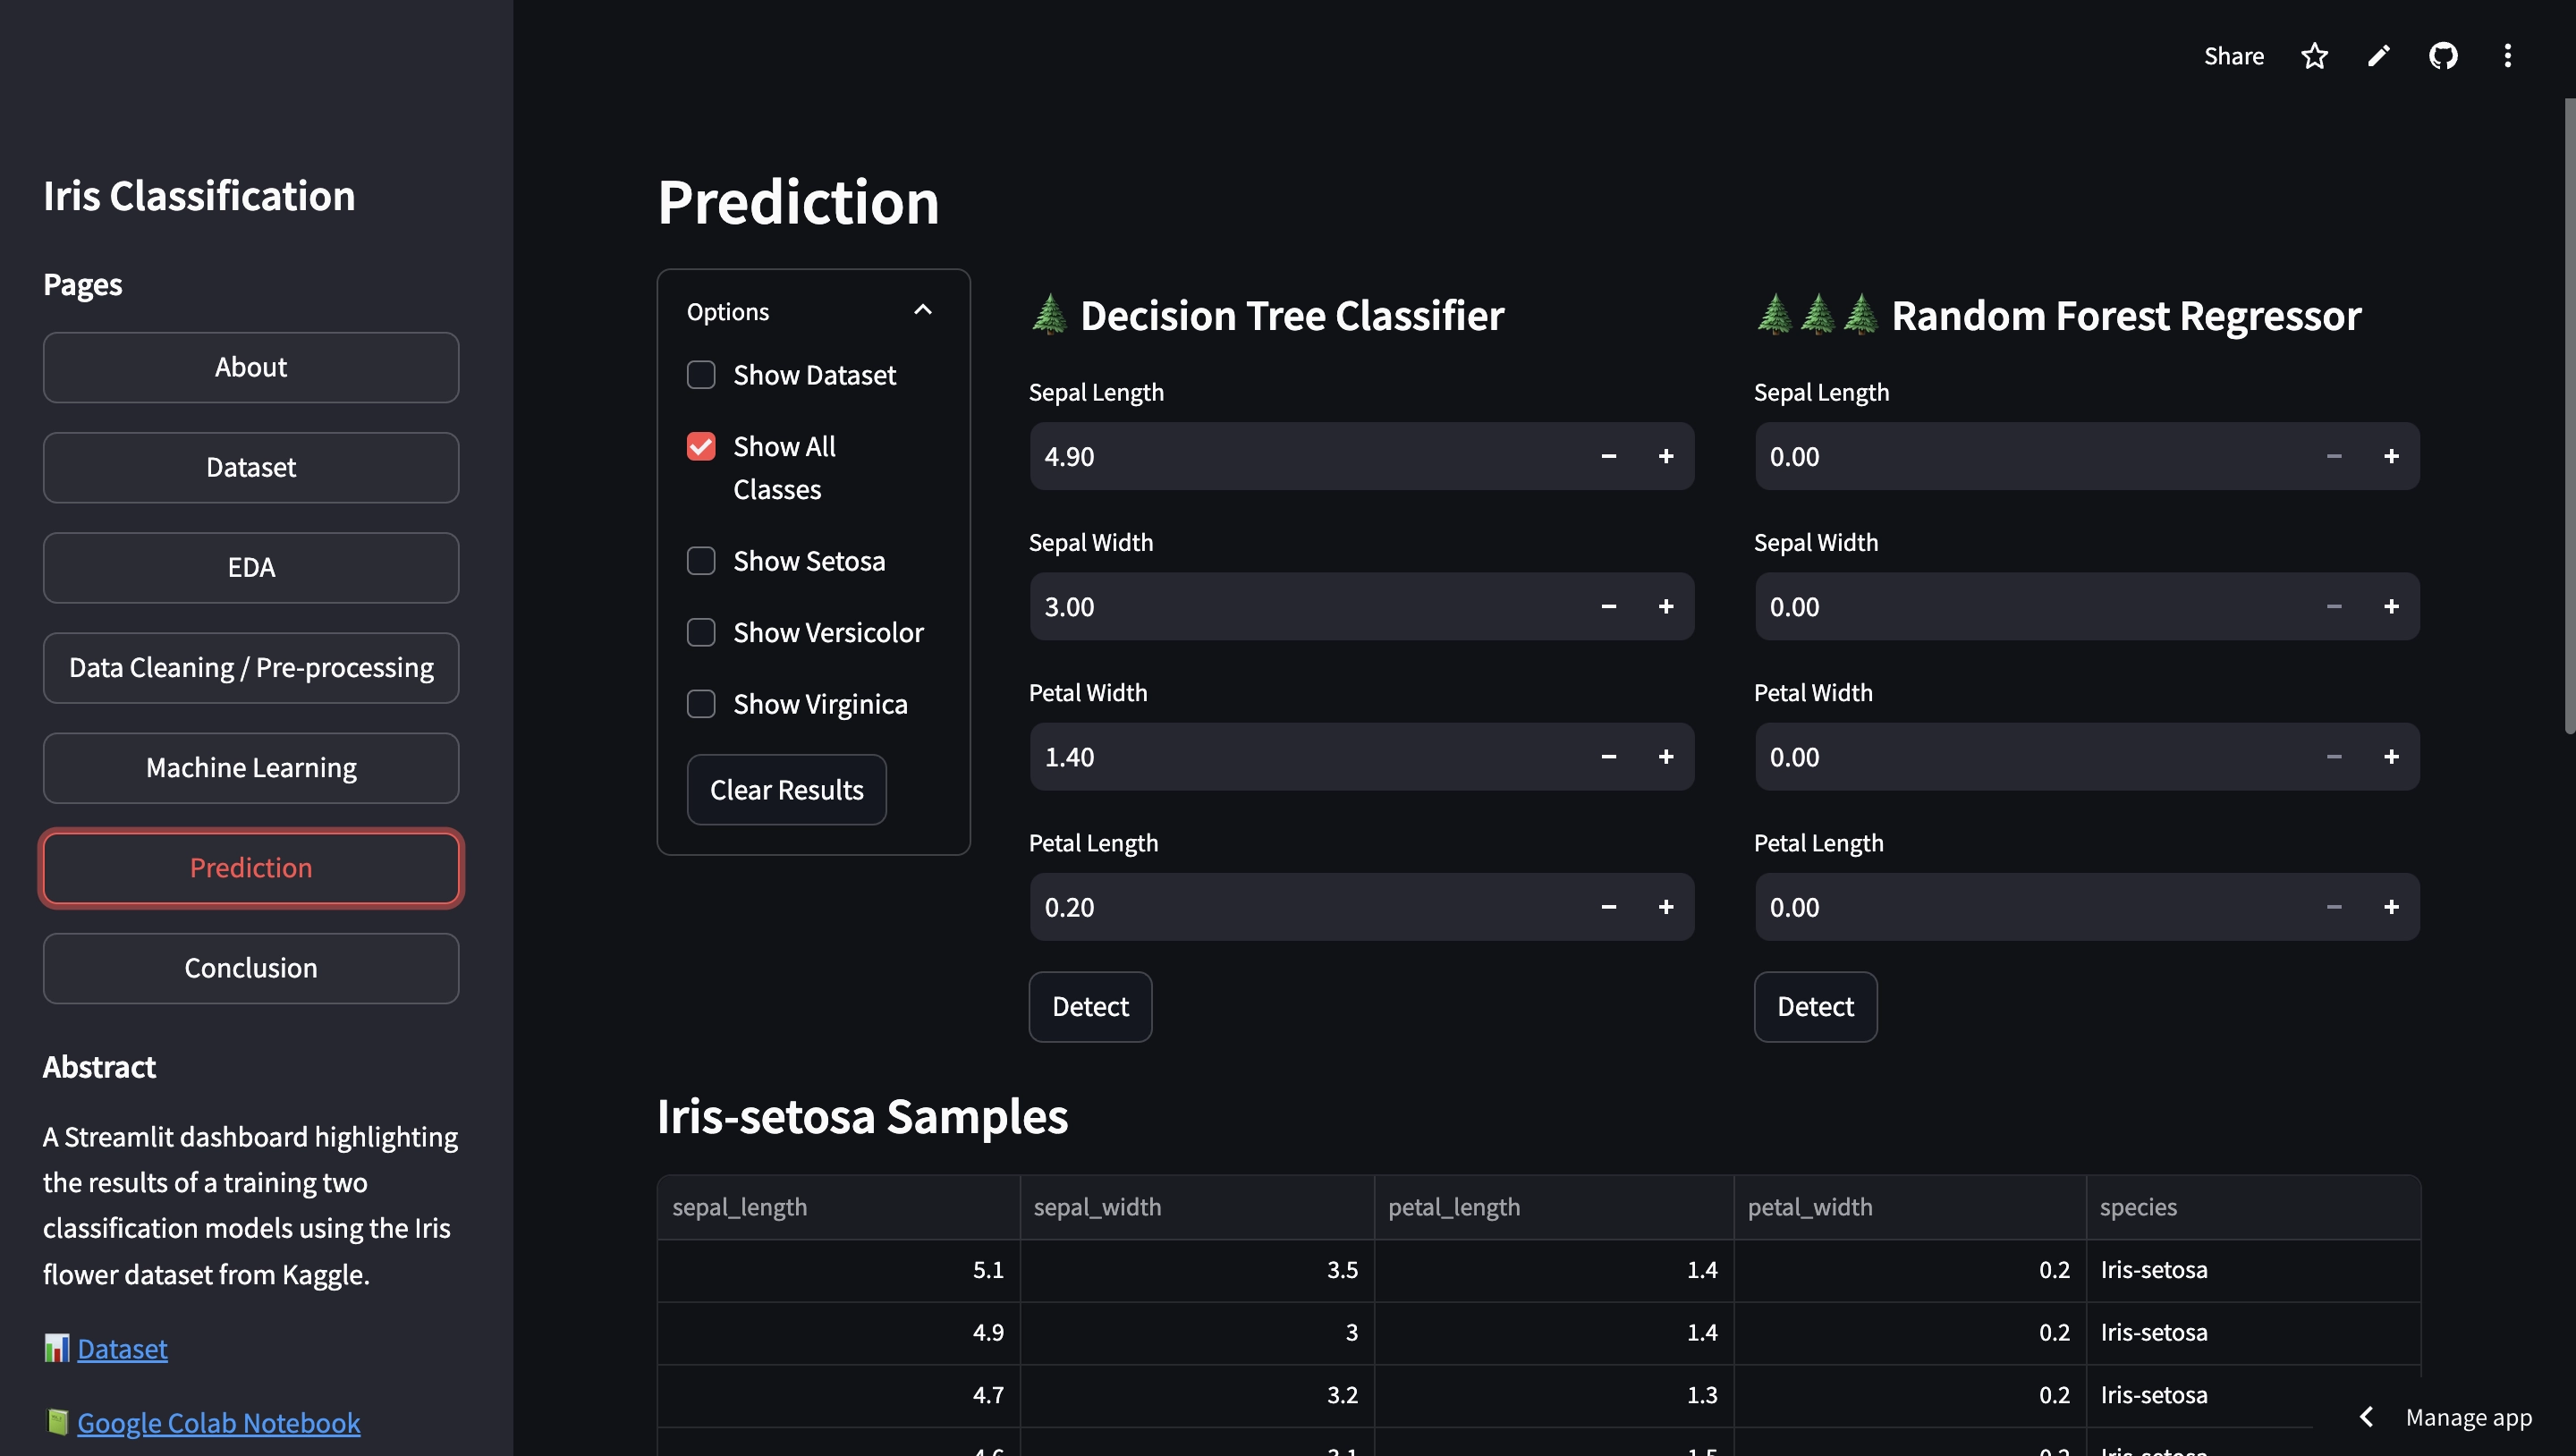 Share
Iris Classification
Pages
About
Dataset
EDA
Data Cleaning / Pre-processing
Machine Learning
Prediction
Conclusion
Abstract
A Streamlit dashboard highlighting
the results of a training two
classification models using the Iris
flower dataset from Kaggle.
Dataset
Google Colab Notebook
Prediction
Options
Show Dataset
Show All
Classes
Show Setosa
Show Versicolor
Show Virginica
Clear Results
Decision Tree Classifier
Sepal Length
4.90
Sepal Width
3.00
Petal Width
1.40
Petal Length
0.20
Detect
Random Forest Regressor
Sepal Length
0.00
Sepal Width
0.00
Petal Width
0.00
Petal Length
0.00
Detect
Iris-setosa Samples
sepal_length sepal_width petal_length petal_width species
5.1 3.5 1.4 0.2 Iris-setosa
4.9 3 1.4 0.2 Iris-setosa
4.7 3.2 1.3 0.2 Iris-setosa
Manage app